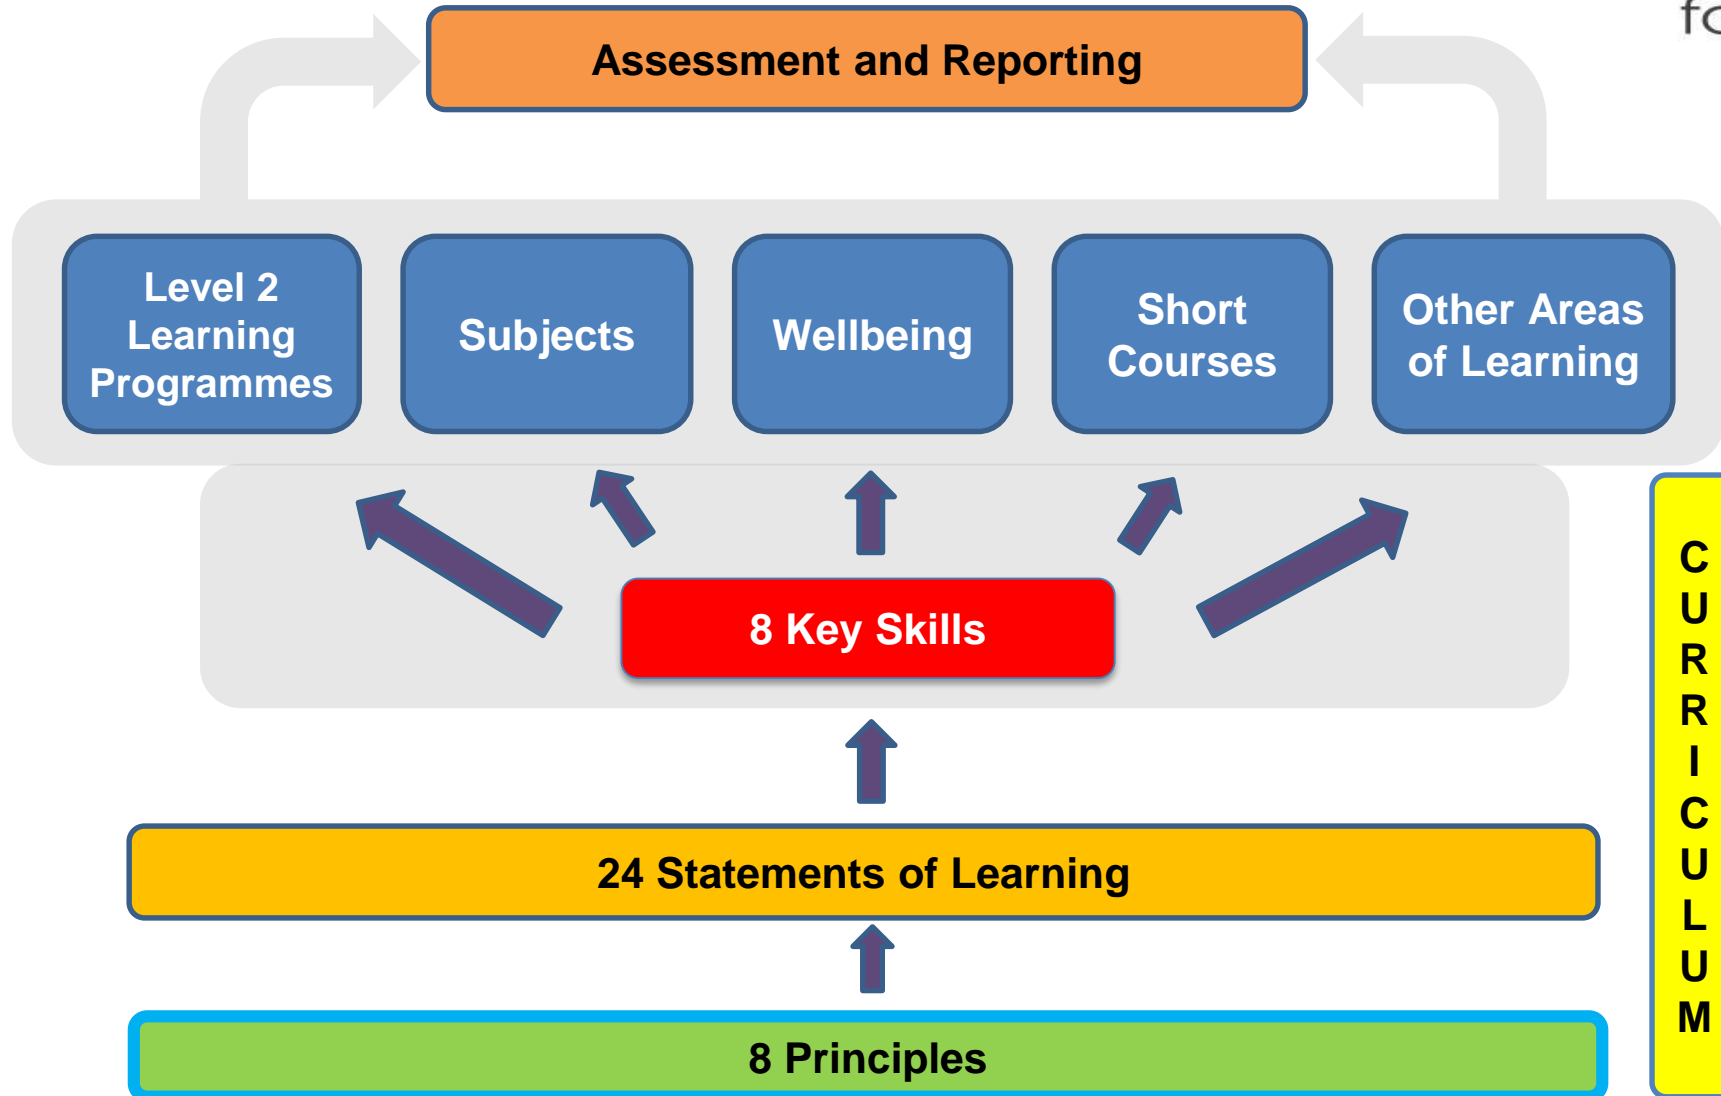 fo
Assessment and Reporting
Level 2
Learning
Programmes
Subjects
Wellbeing
Short
Courses
Other Areas
of Learning
8 Key Skills
24 Statements of Learning
8 Principles
C
U
R
R
I
C
U
L
U
M